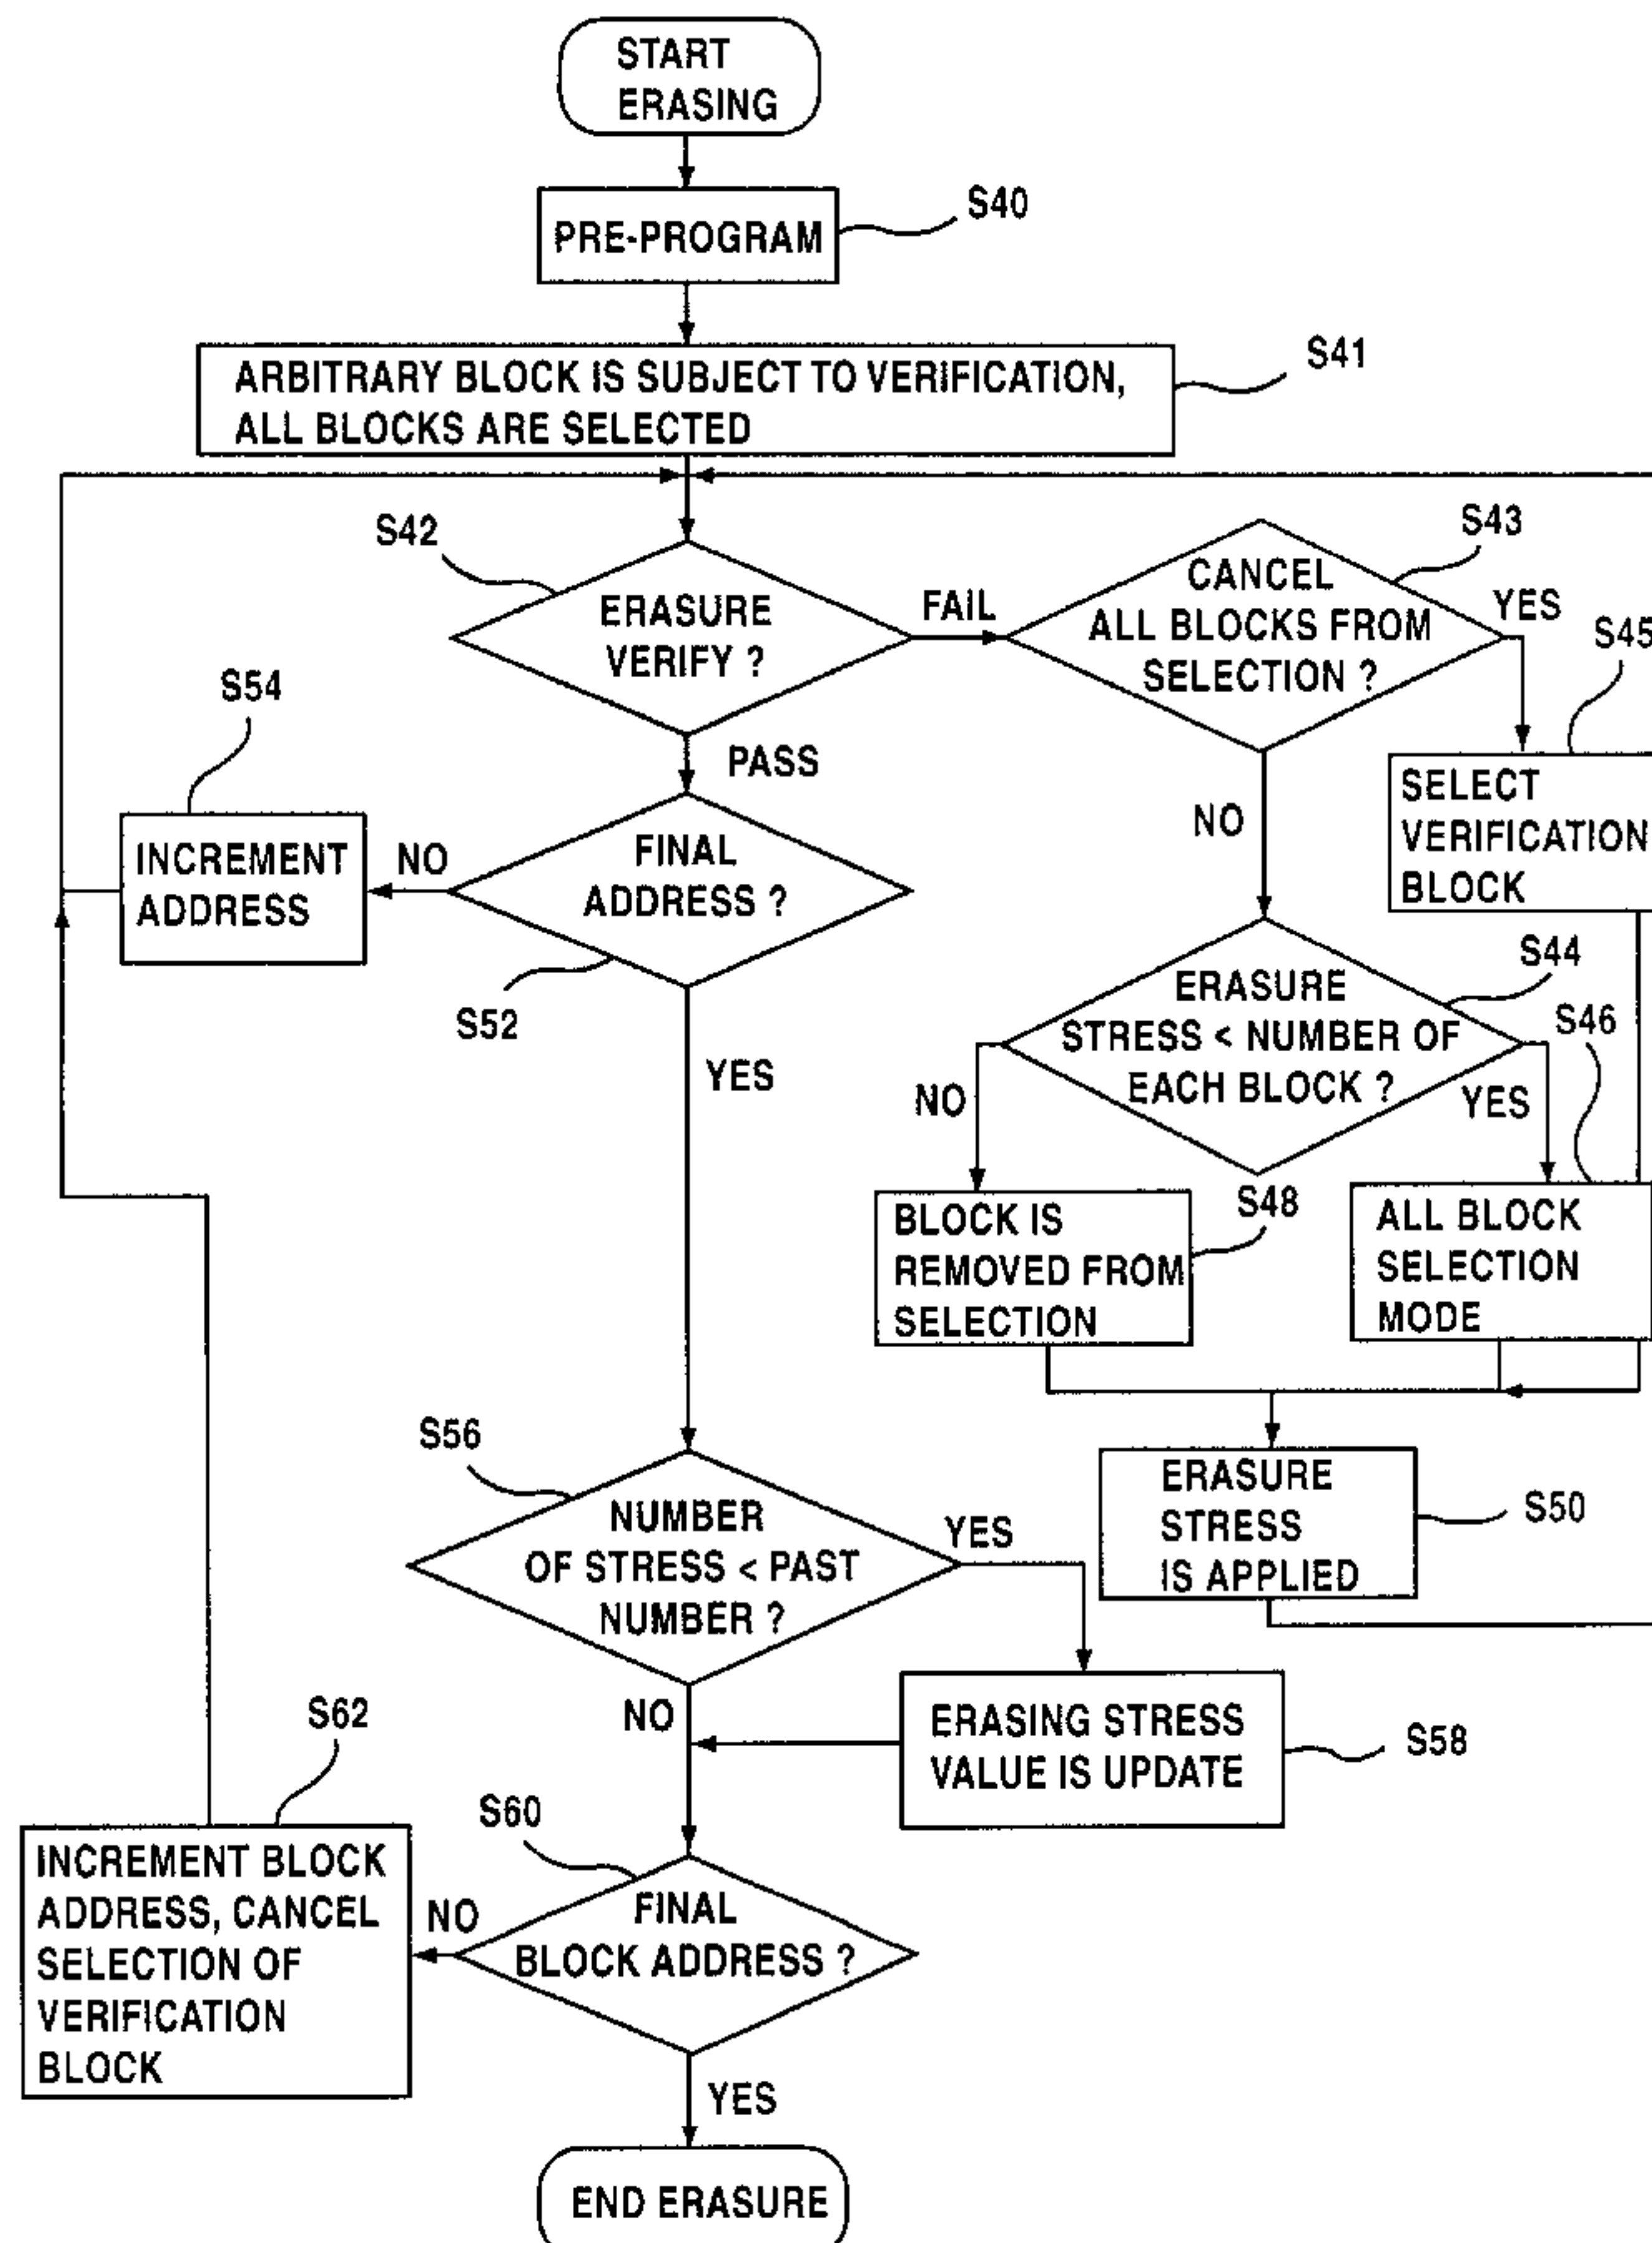 START
ERASING
S40
PRE-PROGRAM
S41
ARBITRARY BLOCK IS SUBJECT TO VERIFICATION,
ALL BLOCKS ARE SELECTED
S42
ERASURE
VERIFY ?
FAIL
S43
CANCEL
ALL BLOCKS FROM
SELECTION ?
YES
S45
SELECT
VERIFICATION
BLOCK
PASS
NO
S54
INCREMENT
ADDRESS
NO
FINAL
ADDRESS ?
S52
YES
S44
ERASURE
STRESS < NUMBER OF
EACH BLOCK ?
NO
YES
S46
S48
BLOCK IS
REMOVED FROM
SELECTION
ALL BLOCK
SELECTION
MODE
S56
NUMBER
OF STRESS < PAST
NUMBER ?
YES
ERASURE
STRESS
IS APPLIED
S50
NO
ERASING STRESS
VALUE IS UPDATE
S58
S62
S60
INCREMENT BLOCK
ADDRESS, CANCEL
SELECTION OF
VERIFICATION
BLOCK
NO
FINAL
BLOCK ADDRESS ?
YES
END ERASURE